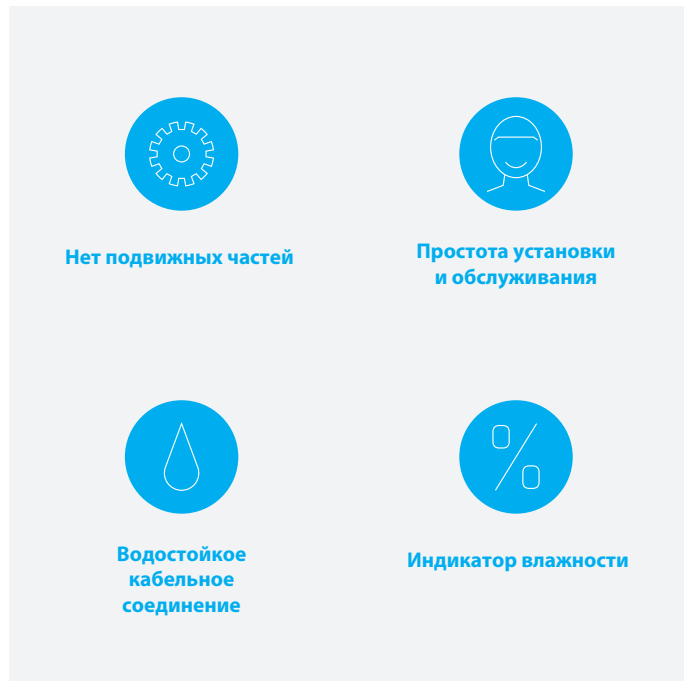 Нет подвижных частей
Простота установки
и обслуживания
Водостойкое
кабельное
соединение
Индикатор влажности